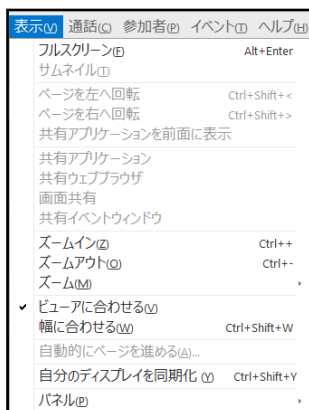 表示(V) 通話(C) 参加者(P) イベント(T) ヘルプ(H)
フルスクリーン(F) Alt+Enter
サムネイル(T)
ページを左へ回転 Ctrl+Shift+<
ページを右へ回転 Ctrl+Shift+>
共有アプリケーションを前面に表示
共有アプリケーション
共有ウェブブラウザ
画面共有
共有イベントウィンドウ
ズームイン(Z) Ctrl++
ズームアウト(O) Ctrl+-
ズーム(M)
ビューアに合わせる(V)
幅に合わせる(W) Ctrl+Shift+W
自動的にページを進める(A)...
自分のディスプレイを同期化 (Y) Ctrl+Shift+Y
パネル(P)